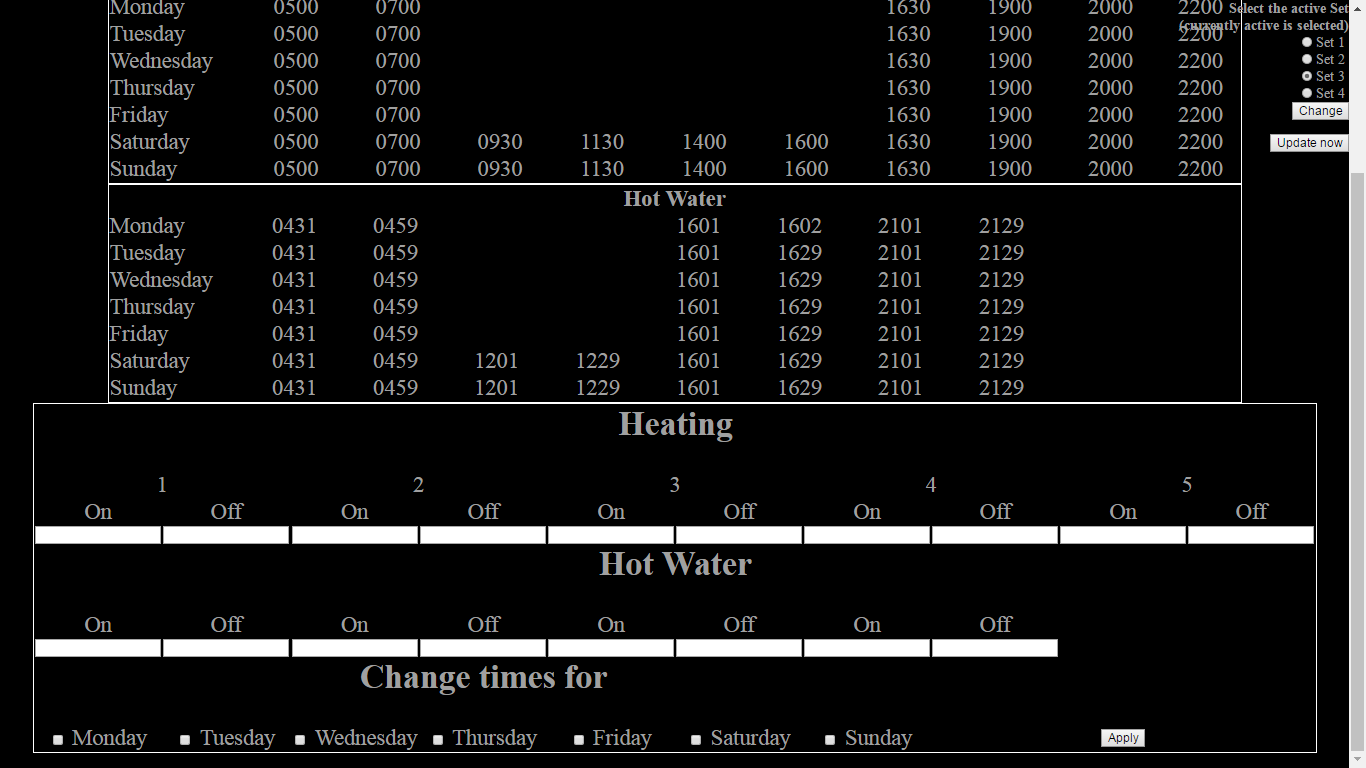 Monday 0500 0700 1630 1900 2000 2200
Tuesday 0500 0700 1630 1900 2000 2200
Wednesday 0500 0700 1630 1900 2000 2200
Thursday 0500 0700 1630 1900 2000 2200
Friday 0500 0700 1630 1900 2000 2200
Saturday 0500 0700 0930 1130 1400 1600 1630 1900 2000 2200
Sunday 0500 0700 0930 1130 1400 1600 1630 1900 2000 2200
Select the active Set
(currently active is selected)
Set 1
Set 2
Set 3
Set 4
Change
Update now
Hot Water
Monday 0431 0459 1601 1602 2101 2129
Tuesday 0431 0459 1601 1629 2101 2129
Wednesday 0431 0459 1601 1629 2101 2129
Thursday 0431 0459 1601 1629 2101 2129
Friday 0431 0459 1601 1629 2101 2129
Saturday 0431 0459 1201 1229 1601 1629 2101 2129
Sunday 0431 0459 1201 1229 1601 1629 2101 2129
Heating
1 2 3 4 5
On Off On Off On Off On Off On Off
Hot Water
On Off On Off On Off On Off
Change times for
Monday Tuesday Wednesday Thursday Friday Saturday Sunday Apply